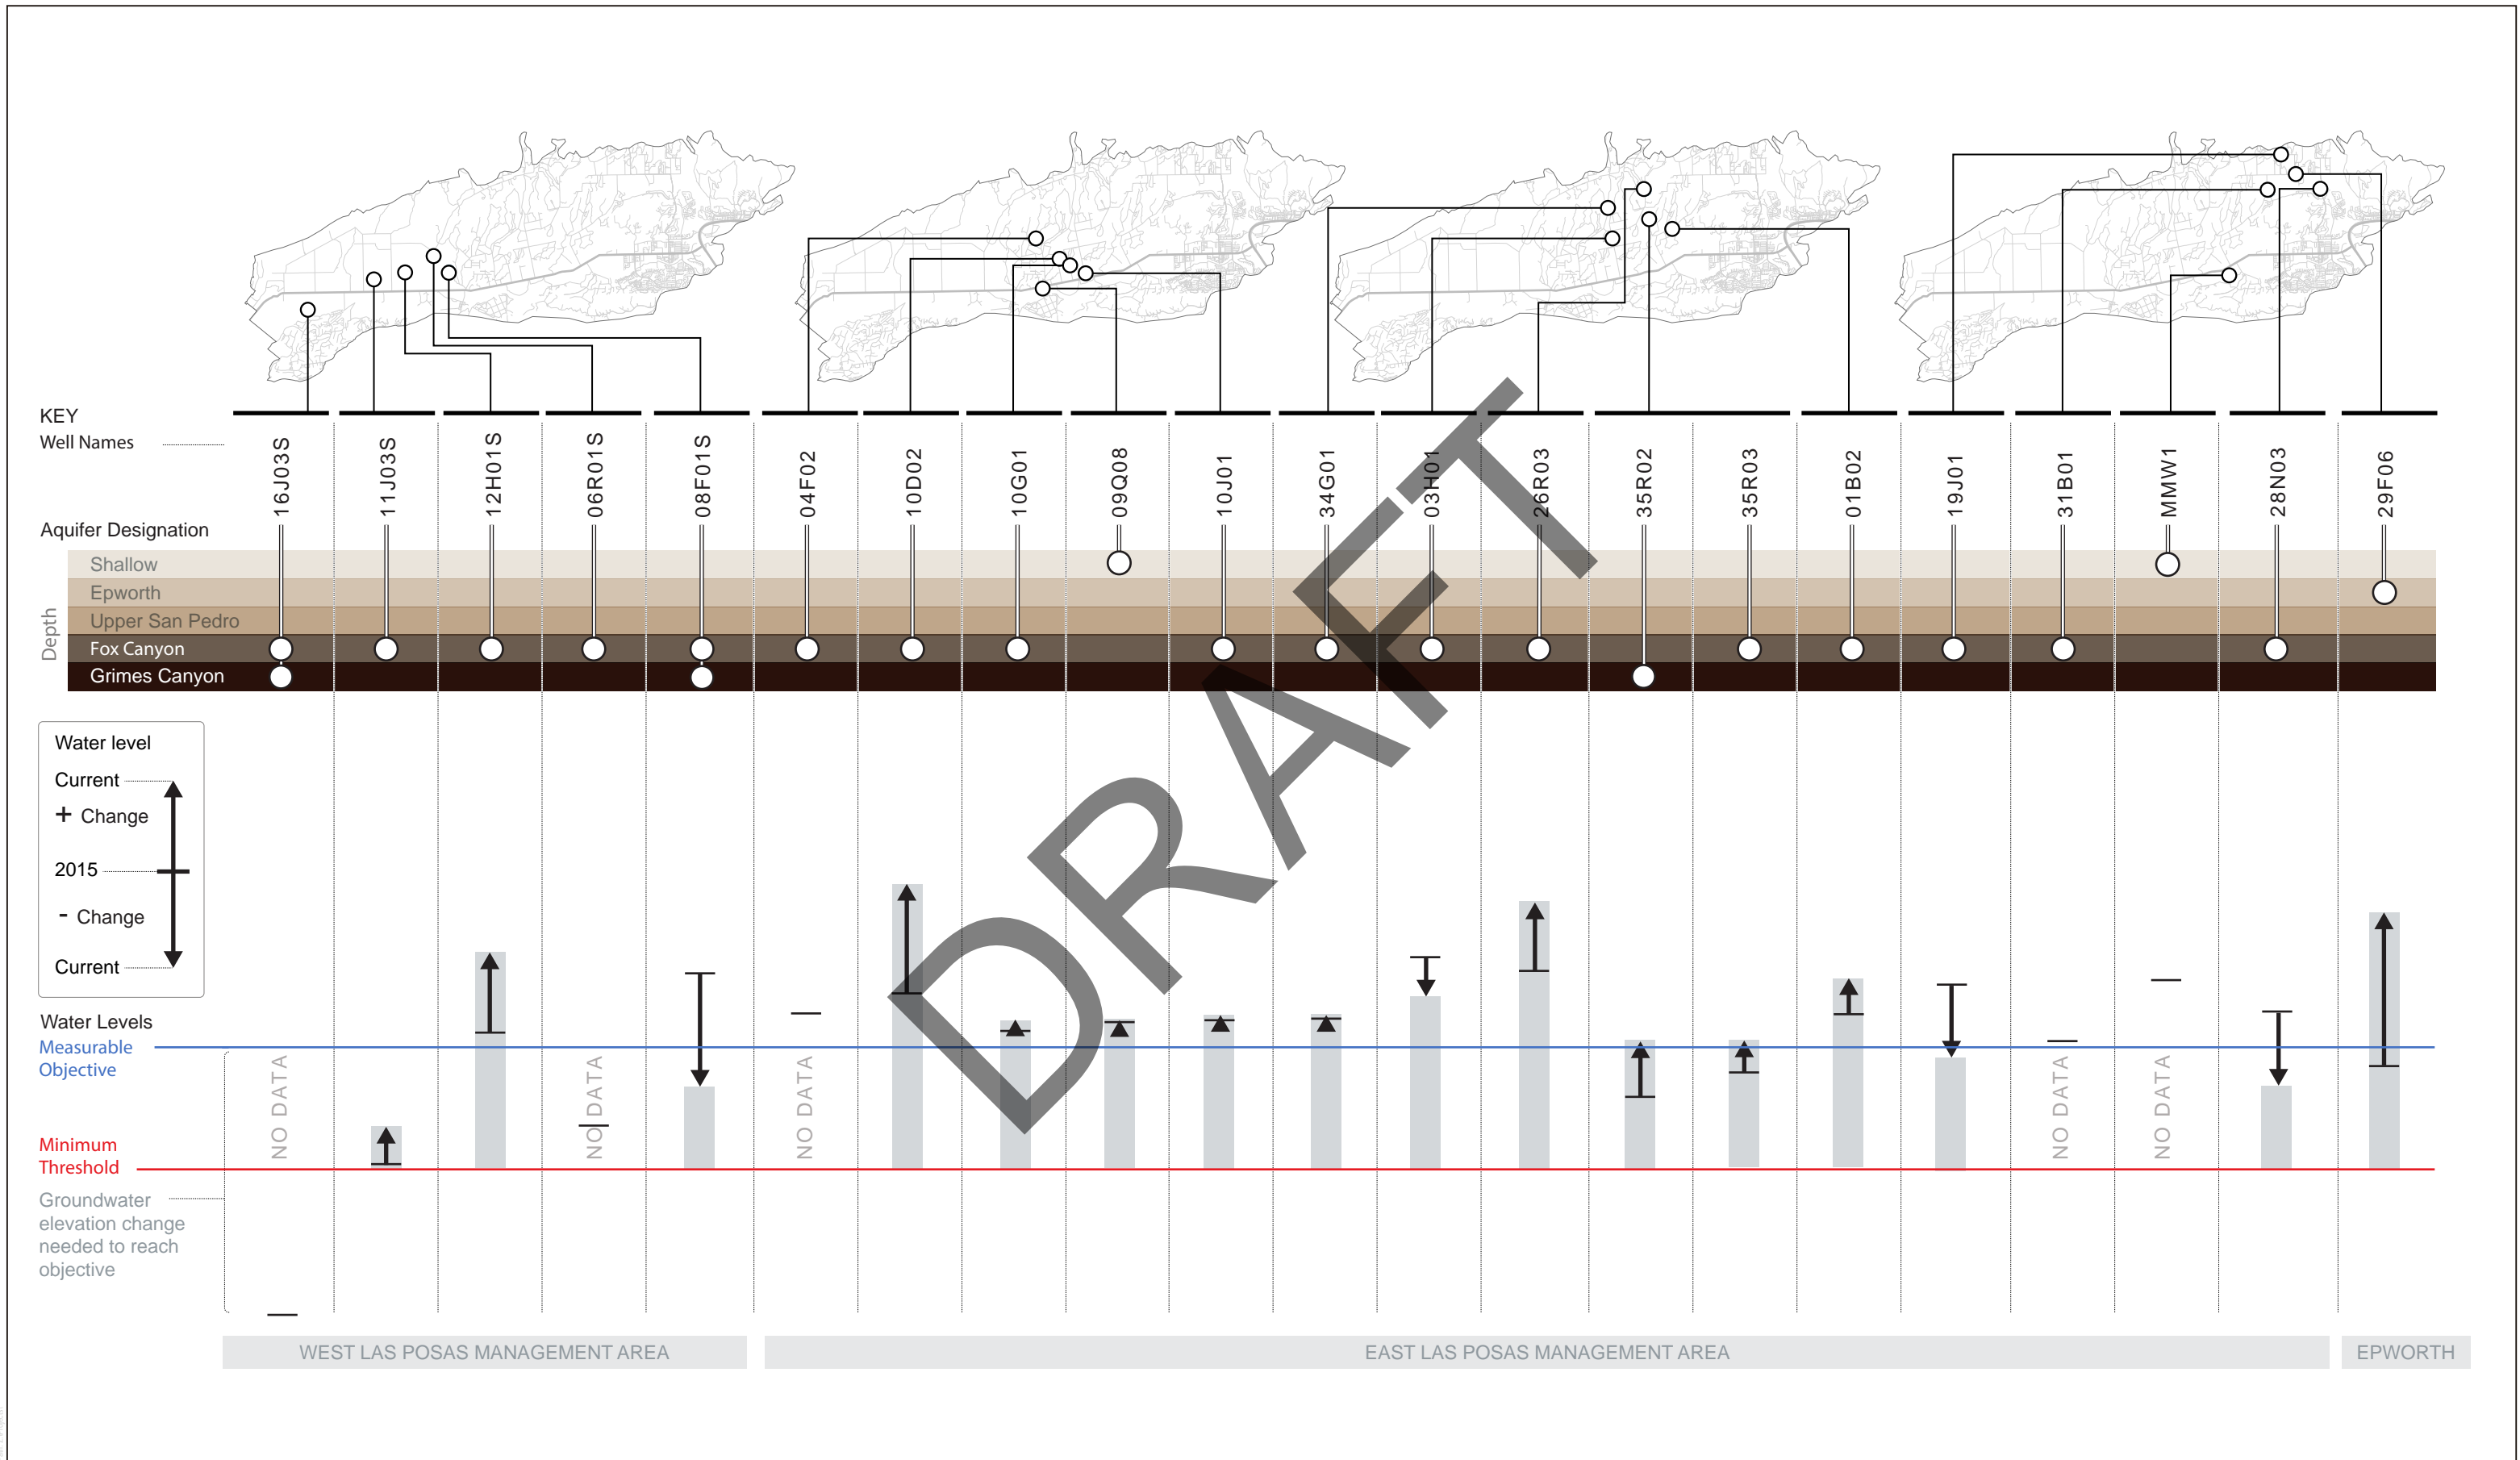 KEY
Well Names
16J03S
11J03S
12H01S
06R01S
08F01S
04F02
10D02
10G01
09Q08
10J01
34G01
03H01
26R03
35R02
35R03
01B02
19J01
31B01
MMW1
28N03
29F06
Aquifer Designation
Depth
Shallow
Epworth
Upper San Pedro
Fox Canyon
Grimes Canyon
Water level
Current
+ Change
2015
- Change
Current
DRAFT
Water Levels
Measurable
Objective
Minimum
Threshold
Groundwater
elevation change
needed to reach
objective
NO DATA
NO DATA
NO DATA
NO DATA
NO DATA
WEST LAS POSAS MANAGEMENT AREA
EAST LAS POSAS MANAGEMENT AREA
EPWORTH